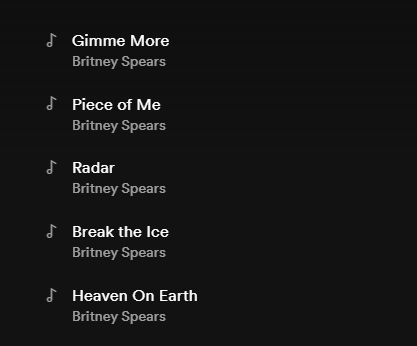 Gimme More
Britney Spears
Piece of Me
Britney Spears
Radar
Britney Spears
Break the Ice
Britney Spears
Heaven On Earth
Britney Spears